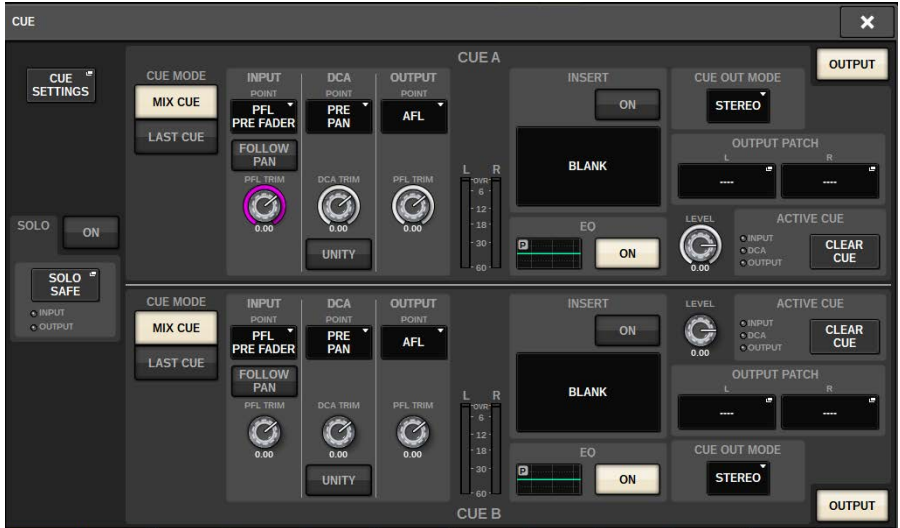 CUE
CUE SETTINGS
SOLO
ON
SOLO SAFE
INPUT
OUTPUT
CUE A
OUTPUT
CUE MODE
MIX CUE
LAST CUE
INPUT
POINT
PFL PRE FADER
FOLLOW PAN
PFL TRIM
0.00
DCA
POINT
PRE PAN
DCA TRIM
0.00
UNITY
OUTPUT
POINT
AFL
PFL TRIM
0.00
L R
OVR
6
12
18
30
60
INSERT
ON
BLANK
EQ
P
ON
CUE OUT MODE
STEREO
OUTPUT PATCH
L R
---- ----
LEVEL
0.00
ACTIVE CUE
INPUT
DCA
OUTPUT
CLEAR CUE
CUE MODE
MIX CUE
LAST CUE
INPUT
POINT
PFL PRE FADER
FOLLOW PAN
PFL TRIM
0.00
DCA
POINT
PRE PAN
DCA TRIM
0.00
UNITY
OUTPUT
POINT
AFL
PFL TRIM
0.00
L R
OVR
6
12
18
30
60
INSERT
ON
BLANK
EQ
P
ON
LEVEL
0.00
ACTIVE CUE
INPUT
DCA
OUTPUT
CLEAR CUE
OUTPUT PATCH
L R
---- ----
CUE OUT MODE
STEREO
OUTPUT
CUE B